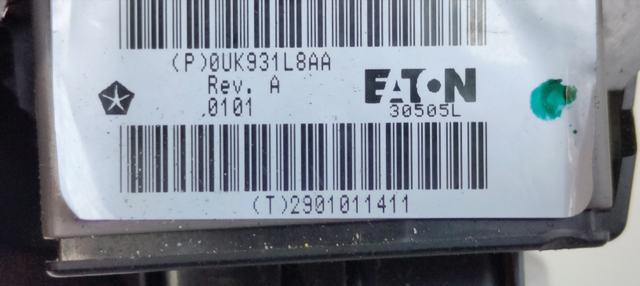 (P)0UK931L8AA
Rev. A
.0101
EATON
30505L
(T)2901011411